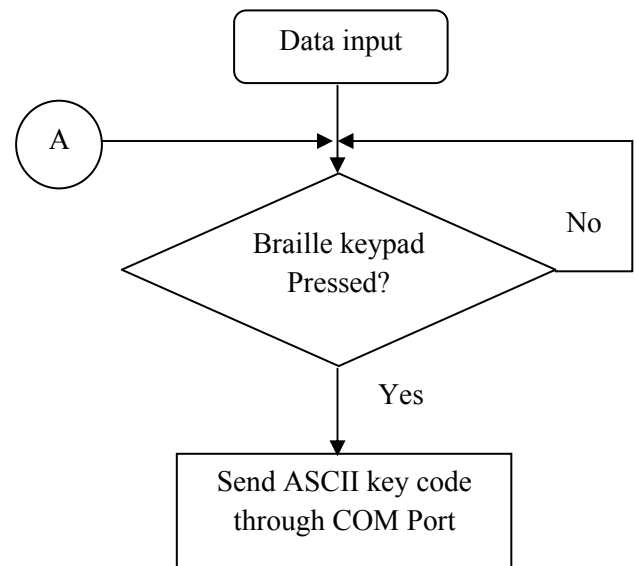 Data input
A
No
Braille keypad
Pressed?
Yes
Send ASCII key code
through COM Port